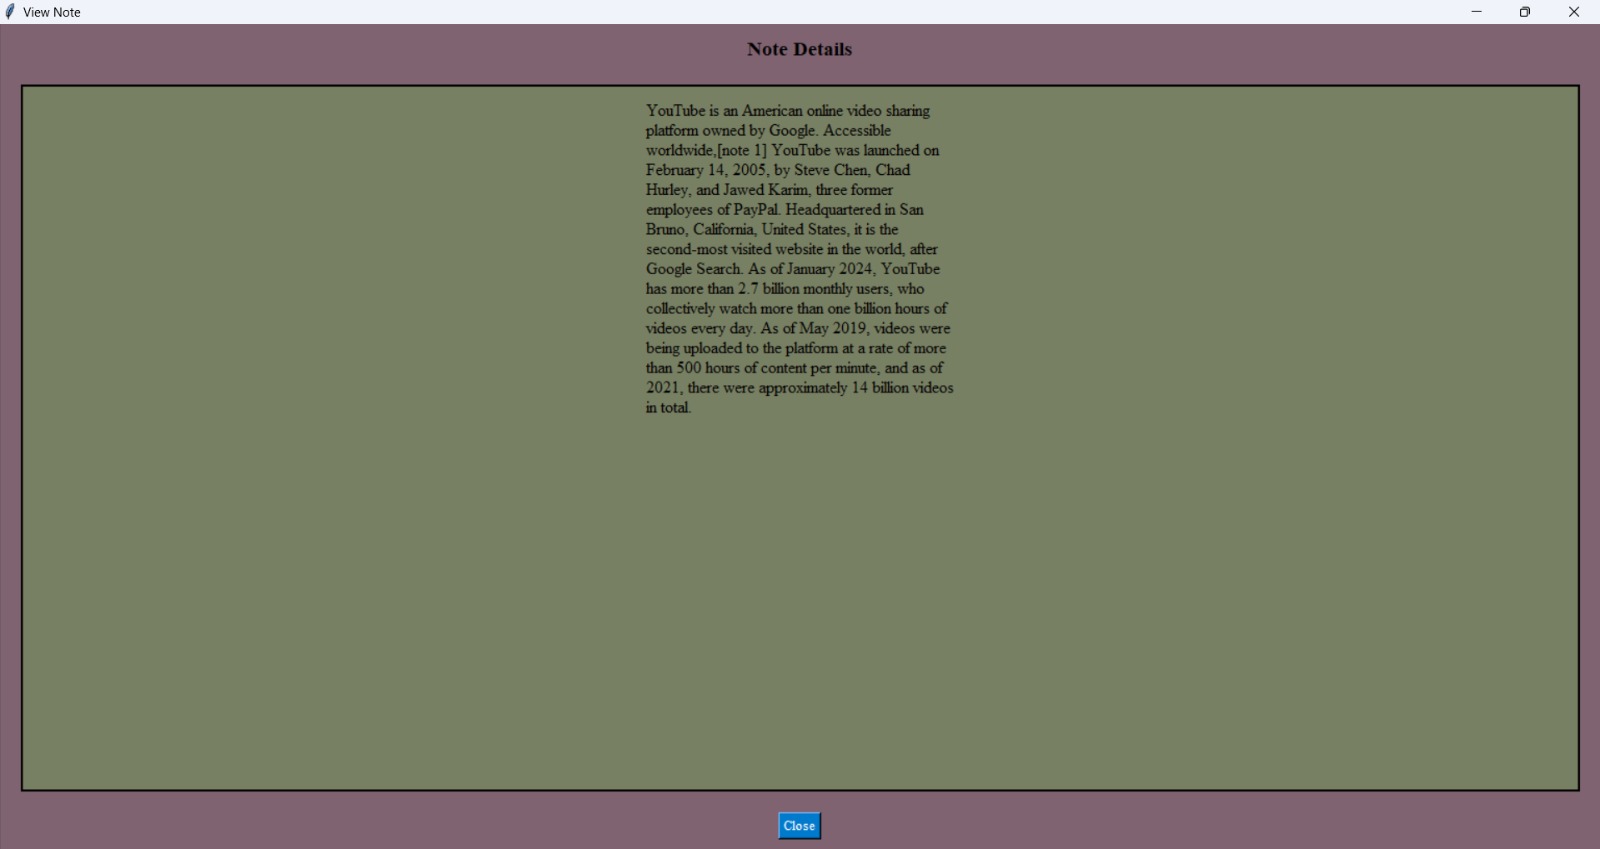 View Note
Note Details
YouTube is an American online video sharing
platform owned by Google. Accessible
worldwide,[note 1] YouTube was launched on
February 14, 2005, by Steve Chen, Chad
Hurley, and Jawed Karim, three former
employees of PayPal. Headquartered in San
Bruno, California, United States, it is the
second-most visited website in the world, after
Google Search. As of January 2024, YouTube
has more than 2.7 billion monthly users, who
collectively watch more than one billion hours of
videos every day. As of May 2019, videos were
being uploaded to the platform at a rate of more
than 500 hours of content per minute, and as of
2021, there were approximately 14 billion videos
in total.
Close